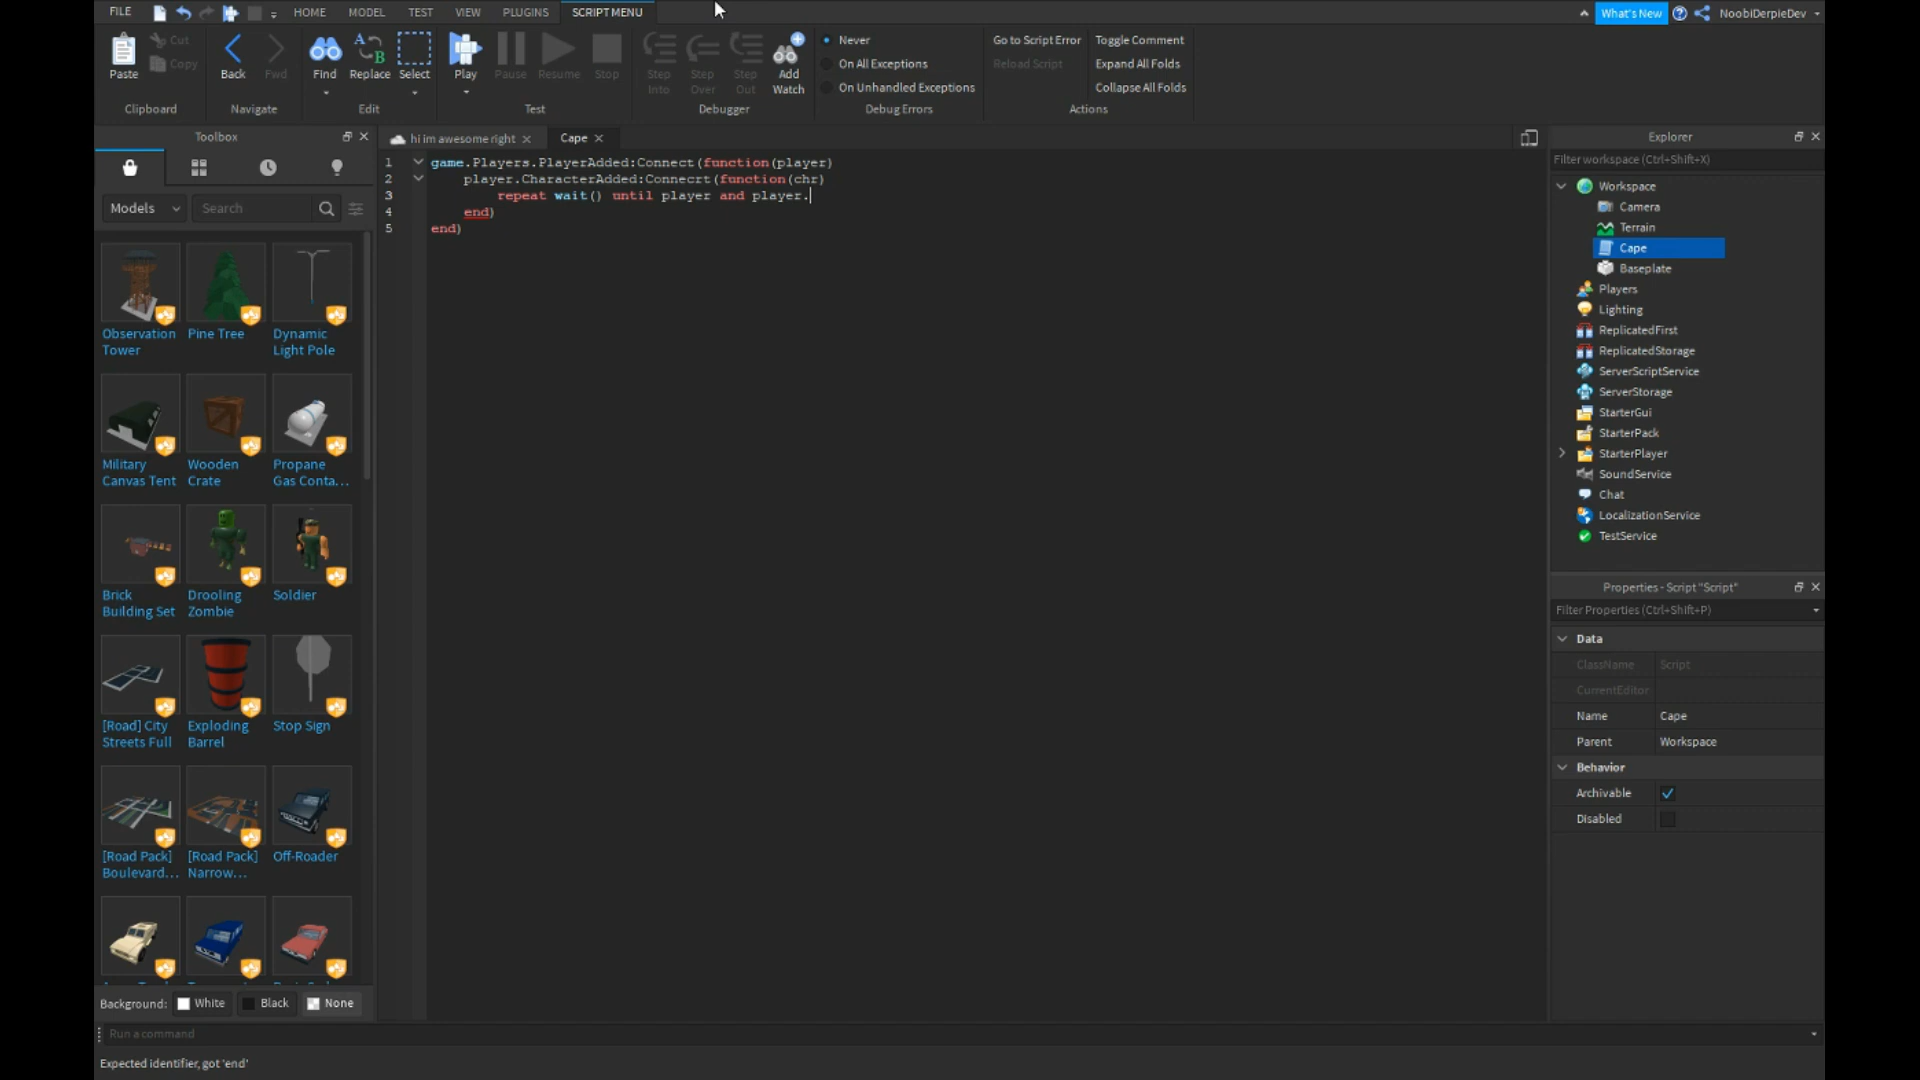 FILE HOME MODEL TEST VIEW PLUGINS SCRIPT MENU What's New NoobiDerpieDev
Paste Cut Copy Back Fwd Find Replace Select Play Pause Resume Stop Step Into Step Over Step Out Add Watch
Never
On All Exceptions
On Unhandled Exceptions
Go to Script Error
Reload Script
Toggle Comment
Expand All Folds
Collapse All Folds
Clipboard Navigate Edit Test Debugger Debug Errors Actions
Toolbox
Models Search
Observation Tower
Pine Tree
Dynamic Light Pole
Military Canvas Tent
Wooden Crate
Propane Gas Conta...
Brick Building Set
Drooling Zombie
Soldier
[Road] City Streets Full
Exploding Barrel
Stop Sign
[Road Pack] Boulevard...
[Road Pack] Narrow...
Off-Roader
Background: White Black None
hi im awesome right Cape
1 game.Players.PlayerAdded:Connect(function(player)
2 player.CharacterAdded:Connecrt(function(chr)
3 repeat wait() until player and player.
4 end)
5 end)
Explorer
Filter workspace (Ctrl+Shift+X)
Workspace
Camera
Terrain
Cape
Baseplate
Players
Lighting
ReplicatedFirst
ReplicatedStorage
ServerScriptService
ServerStorage
StarterGui
StarterPack
StarterPlayer
SoundService
Chat
LocalizationService
TestService
Properties - Script "Script"
Filter Properties (Ctrl+Shift+P)
Data
ClassName Script
CurrentEditor
Name Cape
Parent Workspace
Behavior
Archivable
Disabled
Run a command
Expected identifier, got 'end'